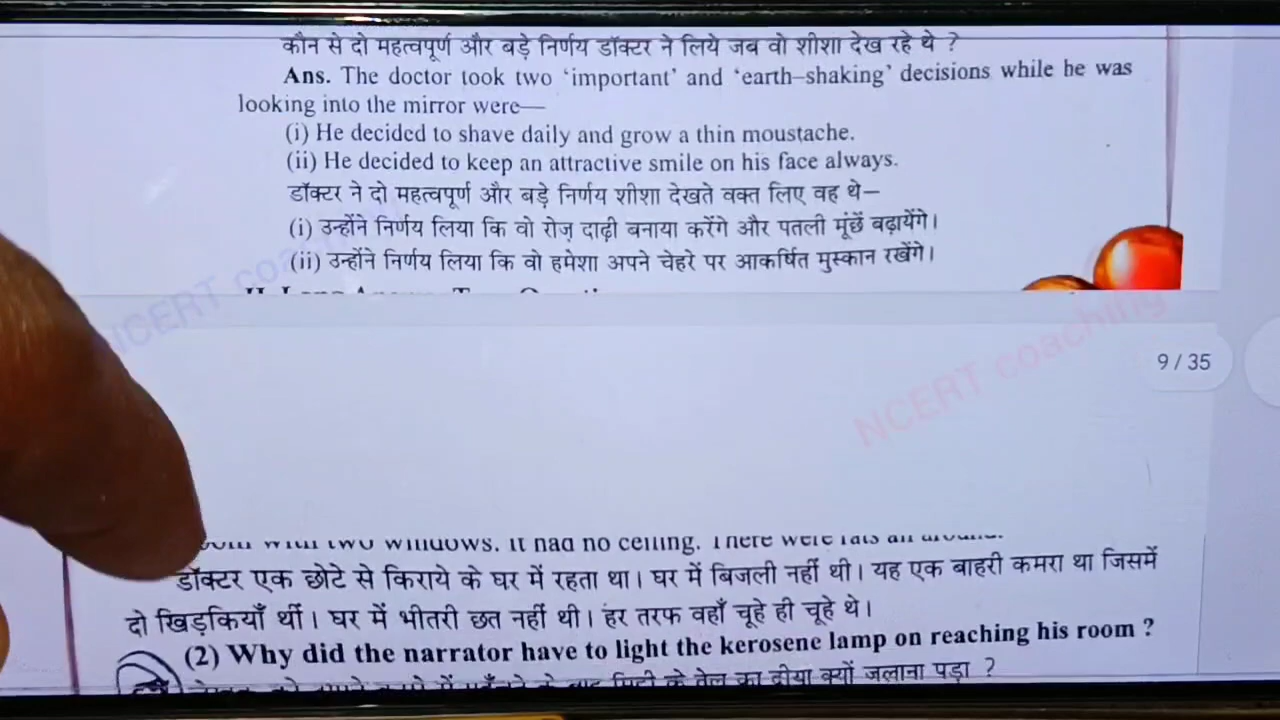 कौन से दो महत्वपूर्ण और बड़े निर्णय डॉक्टर ने लिये जब वो शीशा देख रहे थे ?
Ans. The doctor took two ‘important’ and ‘earth–shaking’ decisions while he was
looking into the mirror were—
(i) He decided to shave daily and grow a thin moustache.
(ii) He decided to keep an attractive smile on his face always.
डॉक्टर ने दो महत्वपूर्ण और बड़े निर्णय शीशा देखते वक्त लिए वह थे–
(i) उन्होंने निर्णय लिया कि वो रोज़ दाढ़ी बनाया करेंगे और पतली मूंछें बढ़ायेंगे।
(ii) उन्होंने निर्णय लिया कि वो हमेशा अपने चेहरे पर आकर्षित मुस्कान रखेंगे।
NCERT coaching
9 / 35
with two windows. It had no ceiling. There were rats all around.
डॉक्टर एक छोटे से किराये के घर में रहता था। घर में बिजली नहीं थी। यह एक बाहरी कमरा था जिसमें
दो खिड़कियाँ थीं। घर में भीतरी छत नहीं थी। हर तरफ वहाँ चूहे ही चूहे थे।
(2) Why did the narrator have to light the kerosene lamp on reaching his room ?
के बाद मिट्टी के तेल का दीया क्यों जलाना पड़ा ?